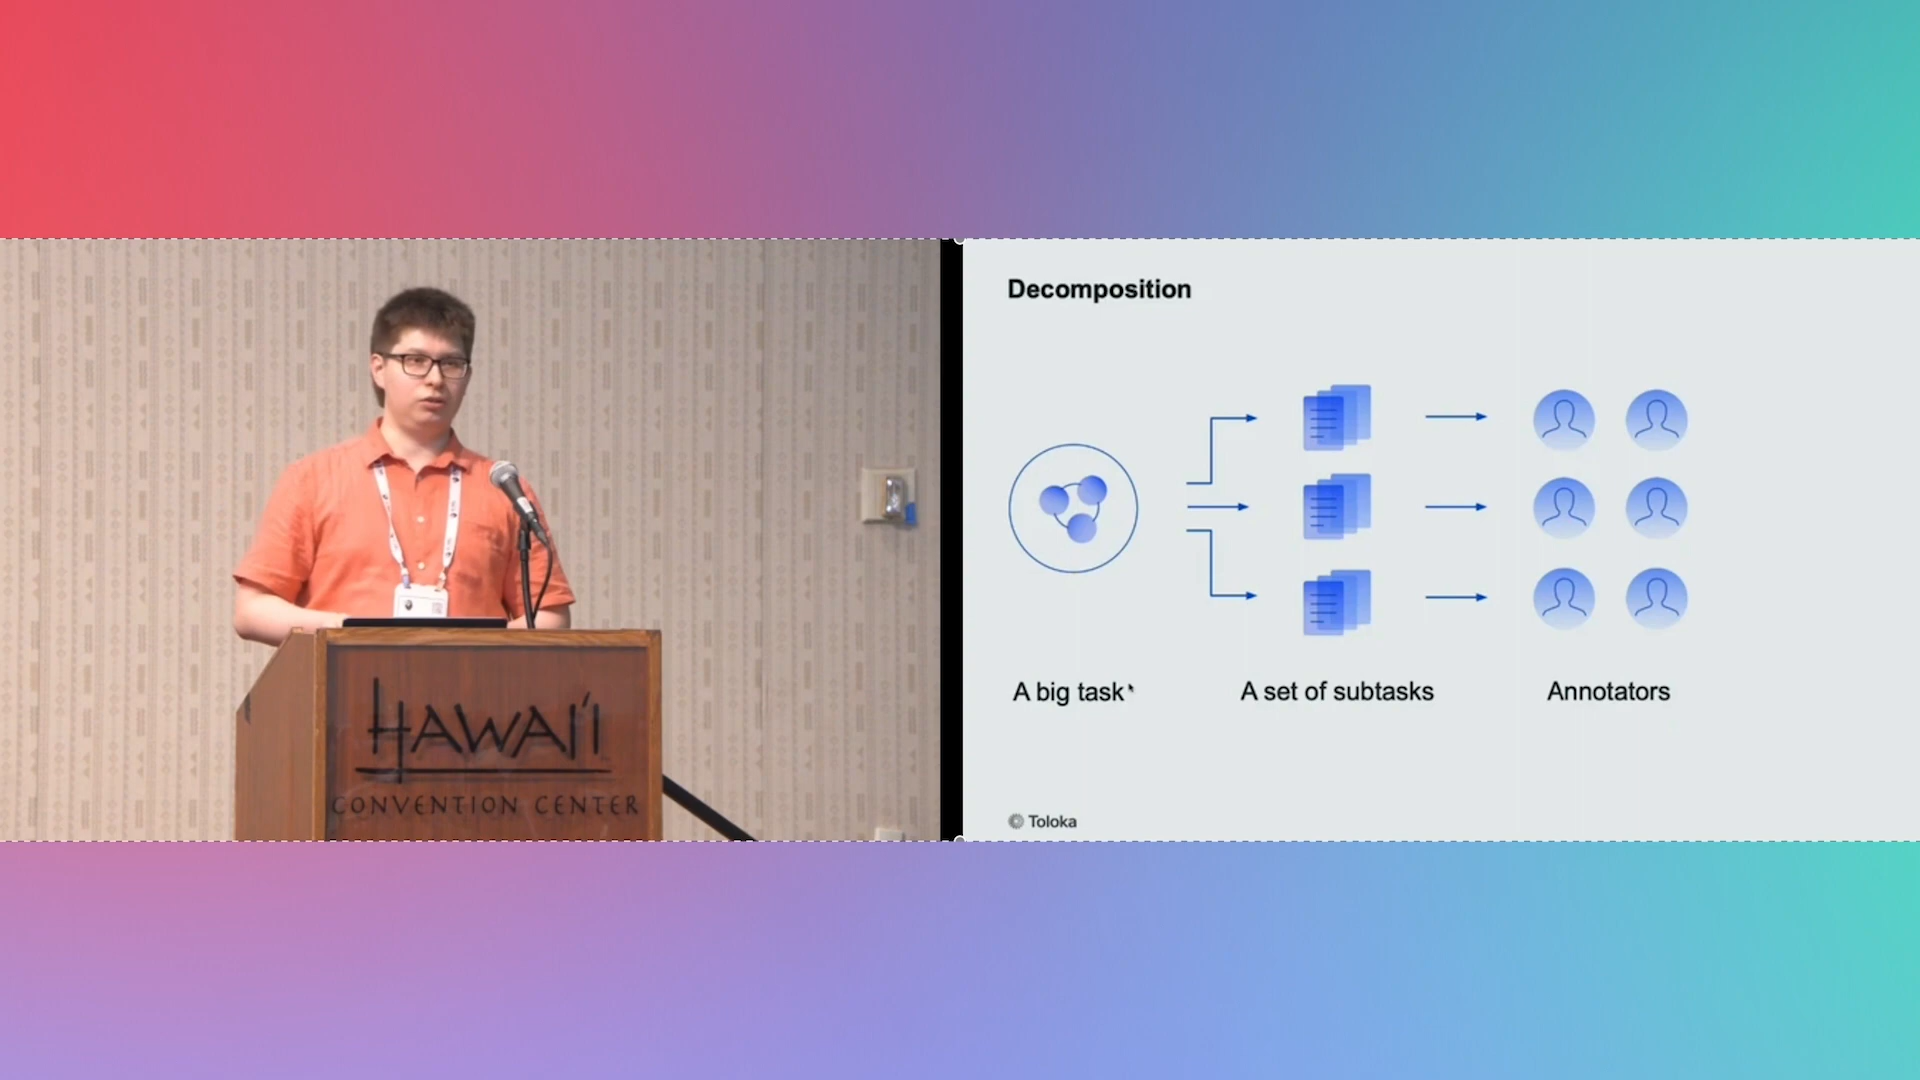 HAWAI'I
CONVENTION CENTER
Decomposition
A big task
A set of subtasks
Annotators
Toloka